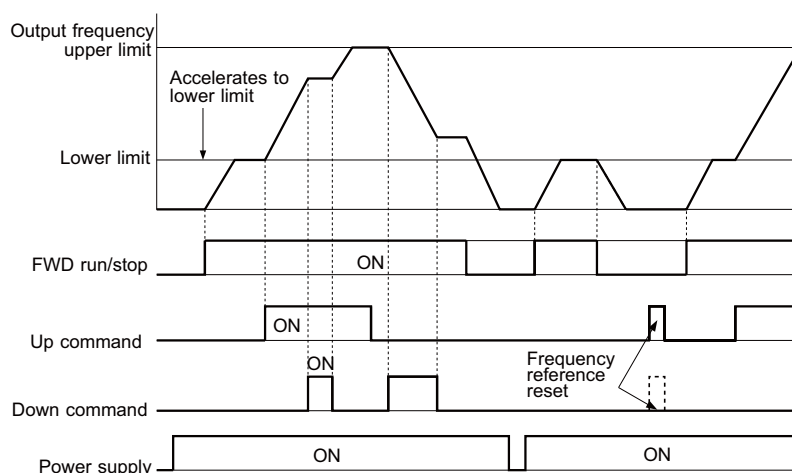 Output frequency
upper limit
Accelerates to
lower limit
Lower limit
FWD run/stop
ON
Up command
ON
ON
Frequency
reference
reset
Down command
Power supply
ON
ON